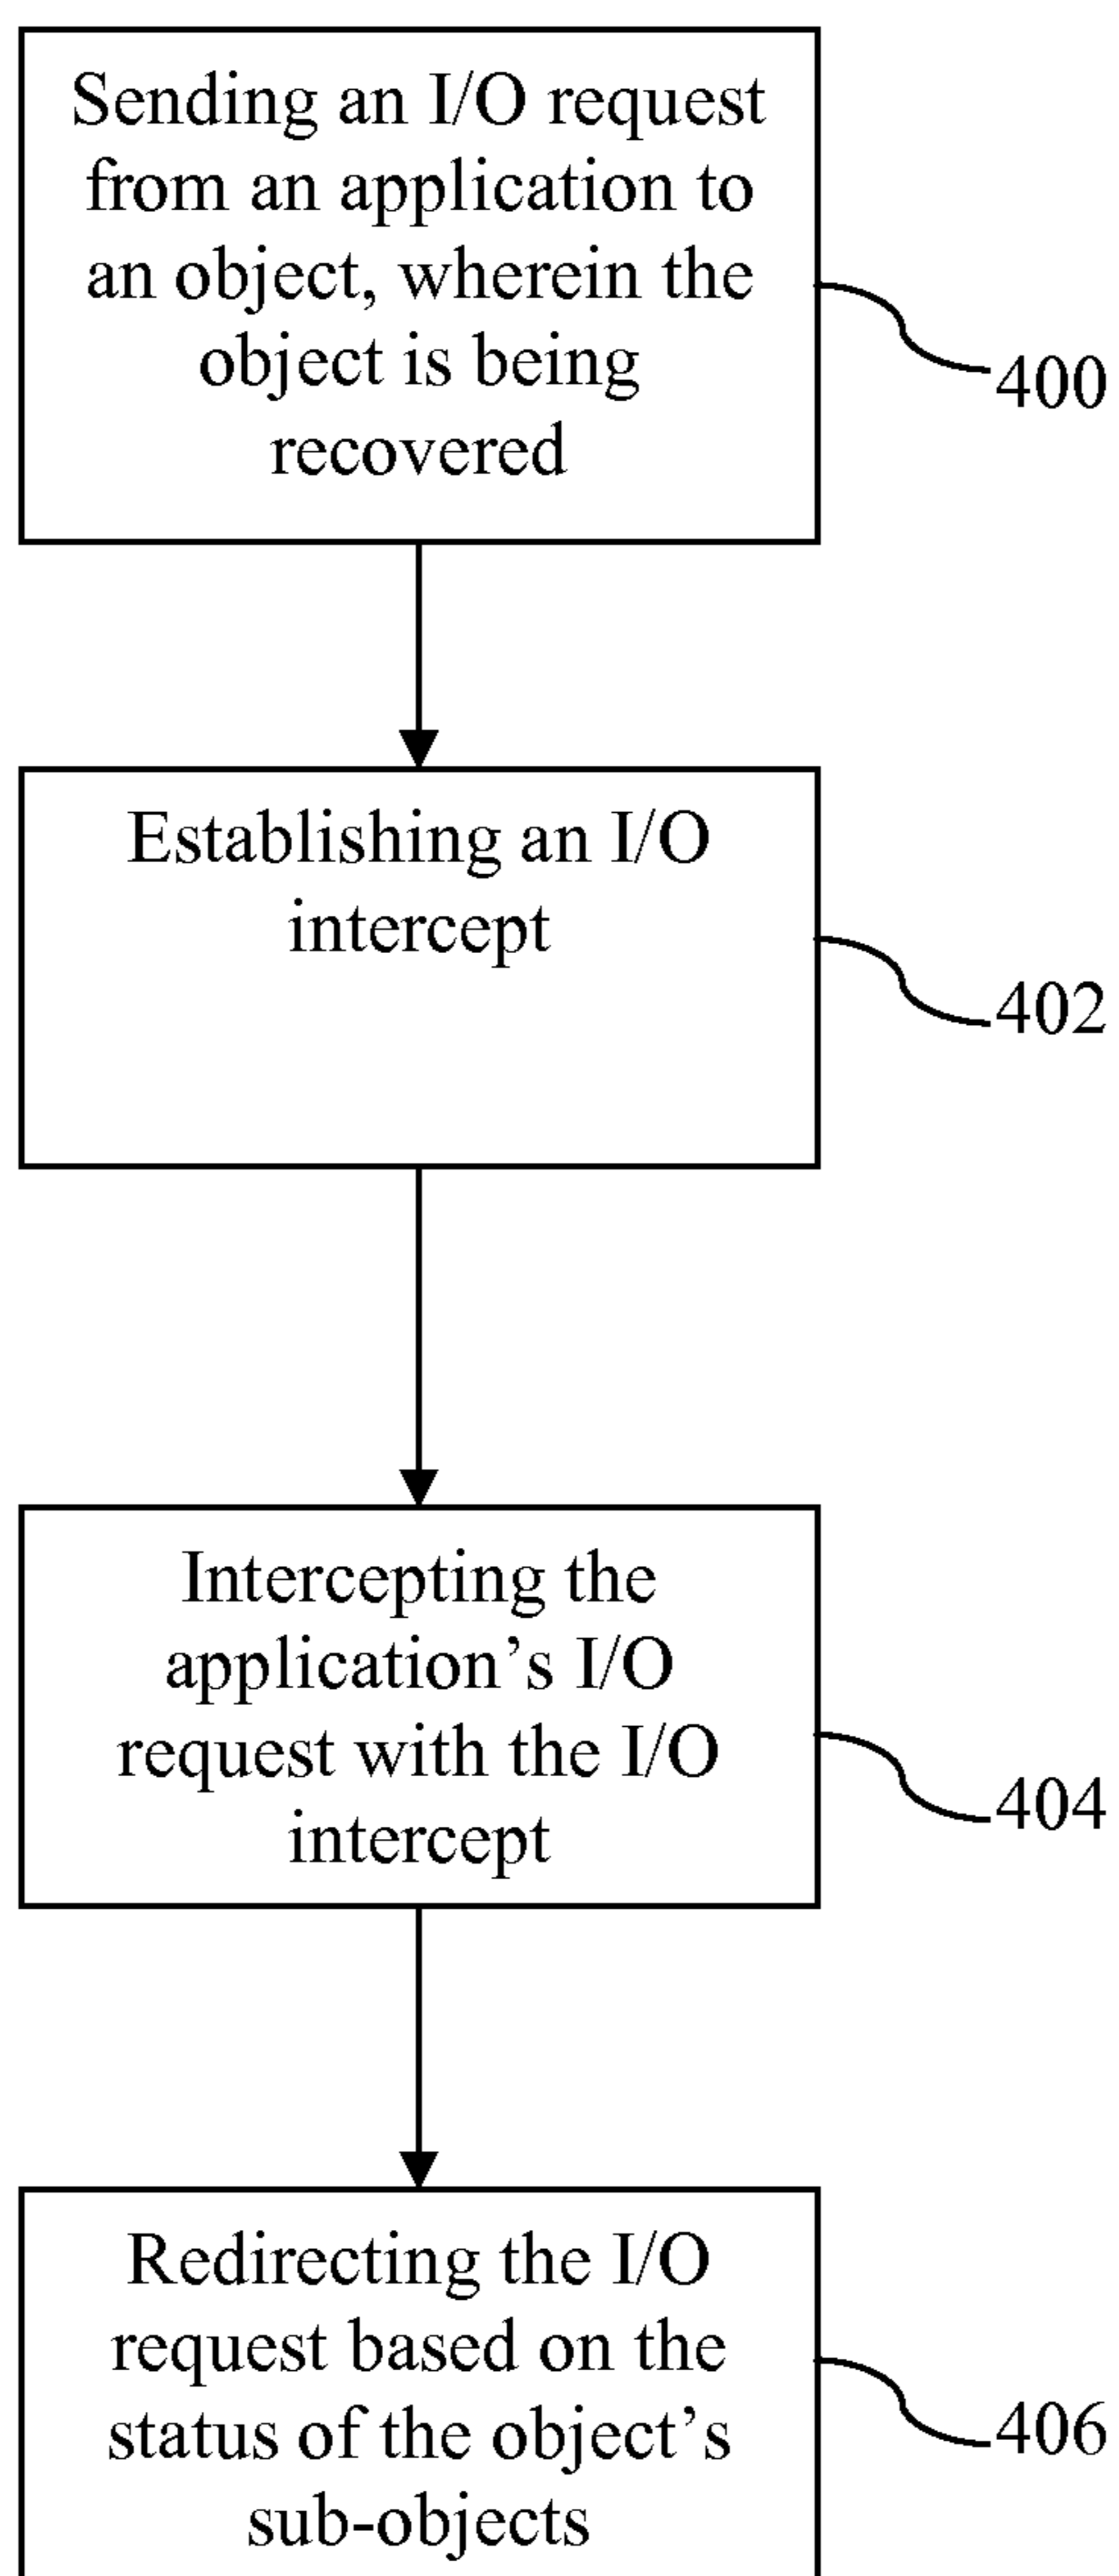 Sending an I/O request
from an application to
an object, wherein the
object is being
recovered
400
Establishing an I/O
intercept
402
Intercepting the
application’s I/O
request with the I/O
intercept
404
Redirecting the I/O
request based on the
status of the object’s
sub-objects
406